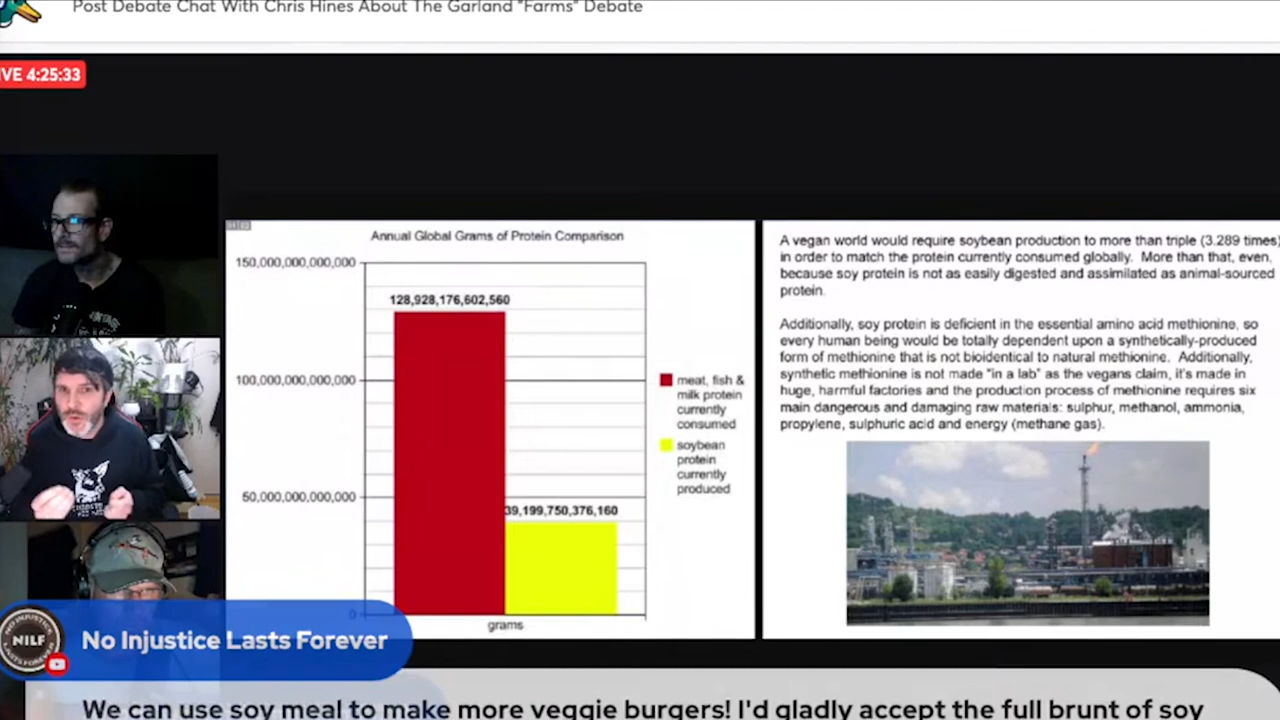 Post Debate Chat With Chris Hines About The Garland "Farms" Debate
IVE 4:25:33
Annual Global Grams of Protein Comparison
150,000,000,000,000
128,928,176,602,560
100,000,000,000,000
50,000,000,000,000
39,199,750,376,160
0
grams
meat, fish &
milk protein
currently
consumed
soybean
protein
currently
produced
A vegan world would require soybean production to more than triple (3.289 times)
in order to match the protein currently consumed globally. More than that, even,
because soy protein is not as easily digested and assimilated as animal-sourced
protein.
Additionally, soy protein is deficient in the essential amino acid methionine, so
every human being would be totally dependent upon a synthetically-produced
form of methionine that is not bioidentical to natural methionine. Additionally,
synthetic methionine is not made "in a lab" as the vegans claim, it's made in
huge, harmful factories and the production process of methionine requires six
main dangerous and damaging raw materials: sulphur, methanol, ammonia,
propylene, sulphuric acid and energy (methane gas).
NILF
No Injustice Lasts Forever
We can use soy meal to make more veggie burgers! I'd gladly accept the full brunt of soy